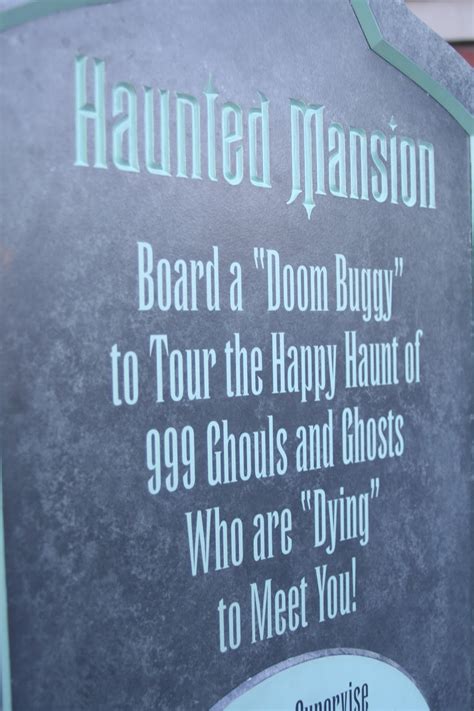 Haunted Mansion
Board a "Doom Buggy"
to Tour the Happy Haunt of
999 Ghouls and Ghosts
Who are "Dying"
to Meet You!
Supervise